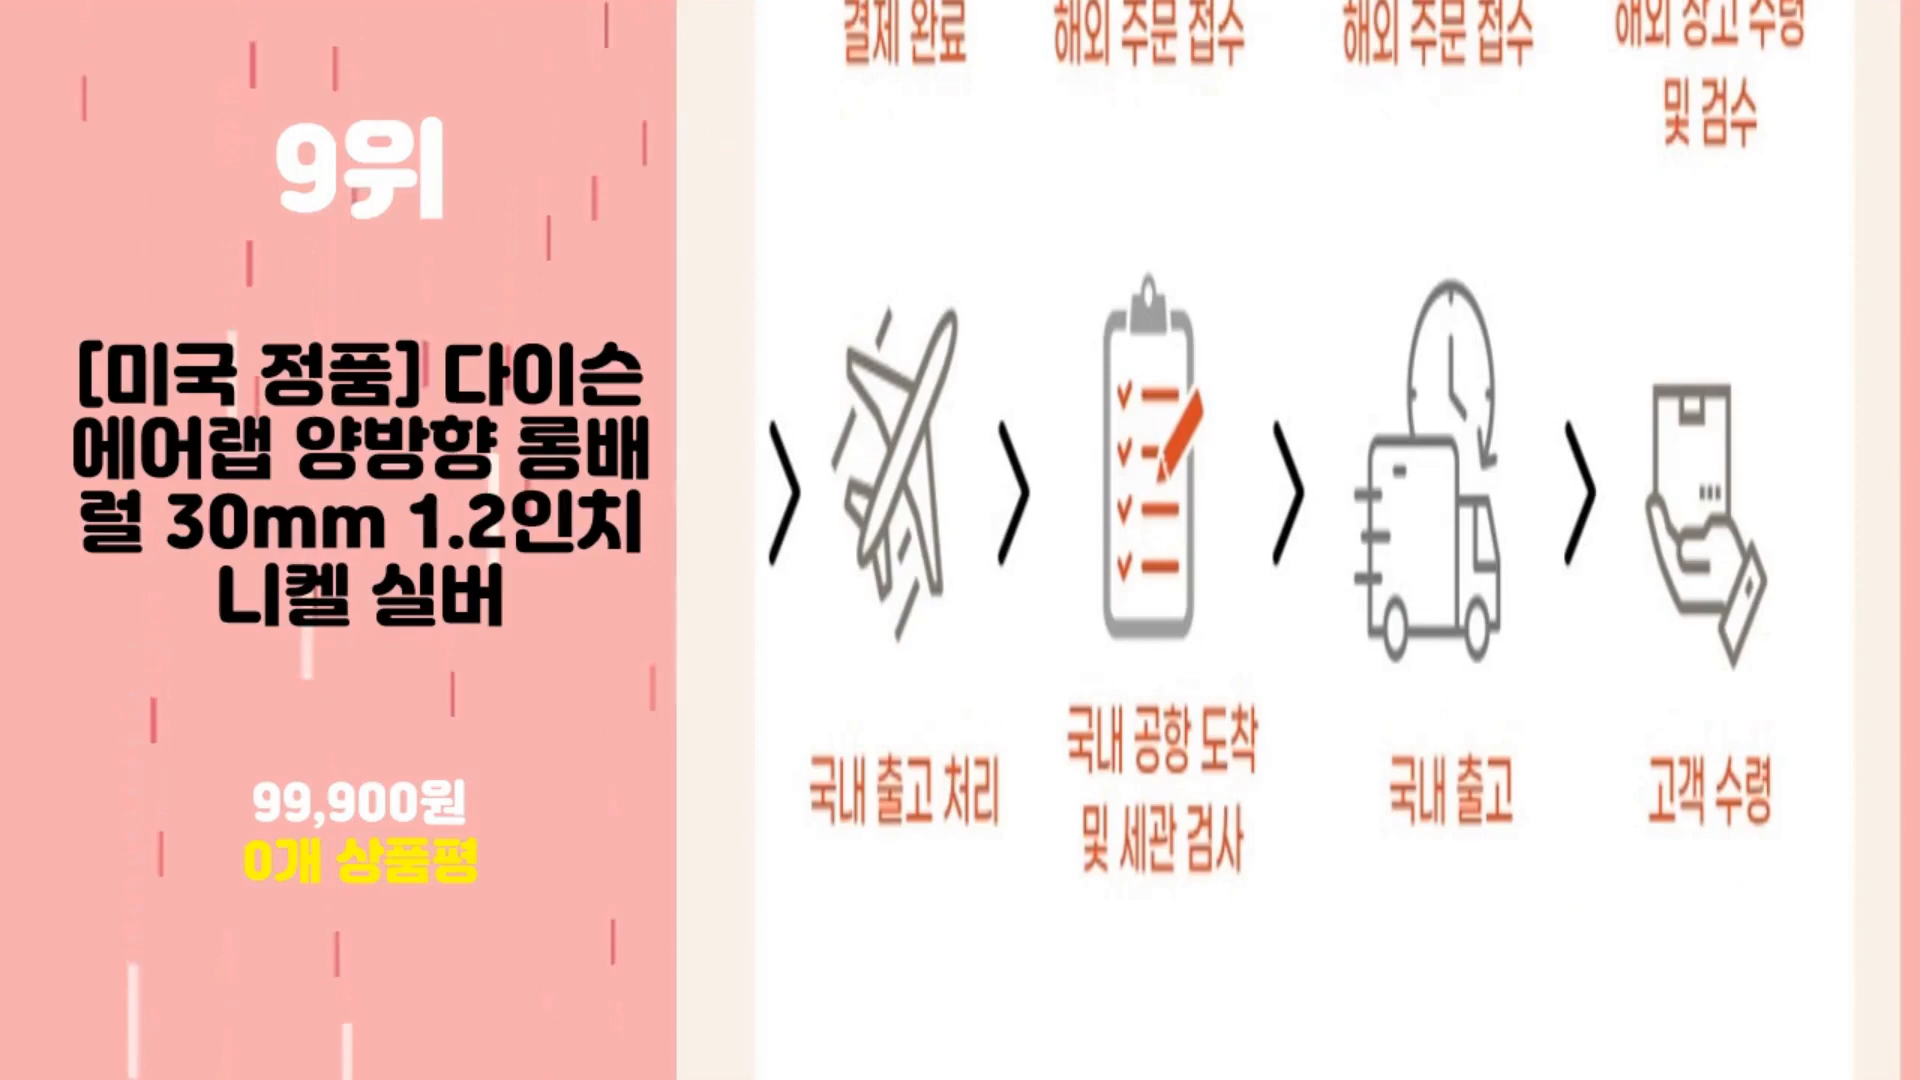 9위
[미국 정품] 다이슨
에어랩 양방향 롱배
럴 30mm 1.2인치
니켈 실버
99,900원
0개 상품평
결제 완료
해외 주문 접수
해외 주문 접수
해외 창고 수령
및 검수
국내 출고 처리
국내 공항 도착
및 세관 검사
국내 출고
고객 수령